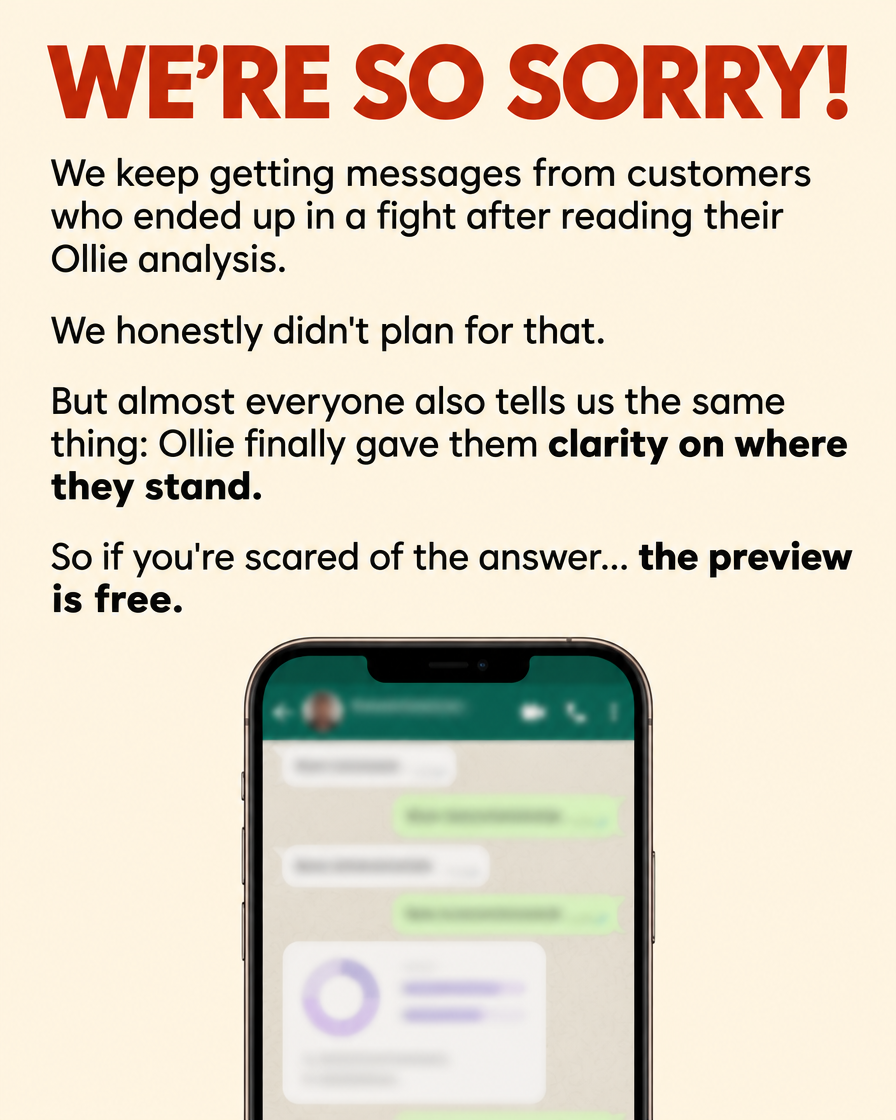 WE’RE SO SORRY!
We keep getting messages from customers
who ended up in a fight after reading their
Ollie analysis.
We honestly didn't plan for that.
But almost everyone also tells us the same
thing: Ollie finally gave them clarity on where
they stand.
So if you're scared of the answer... the preview
is free.